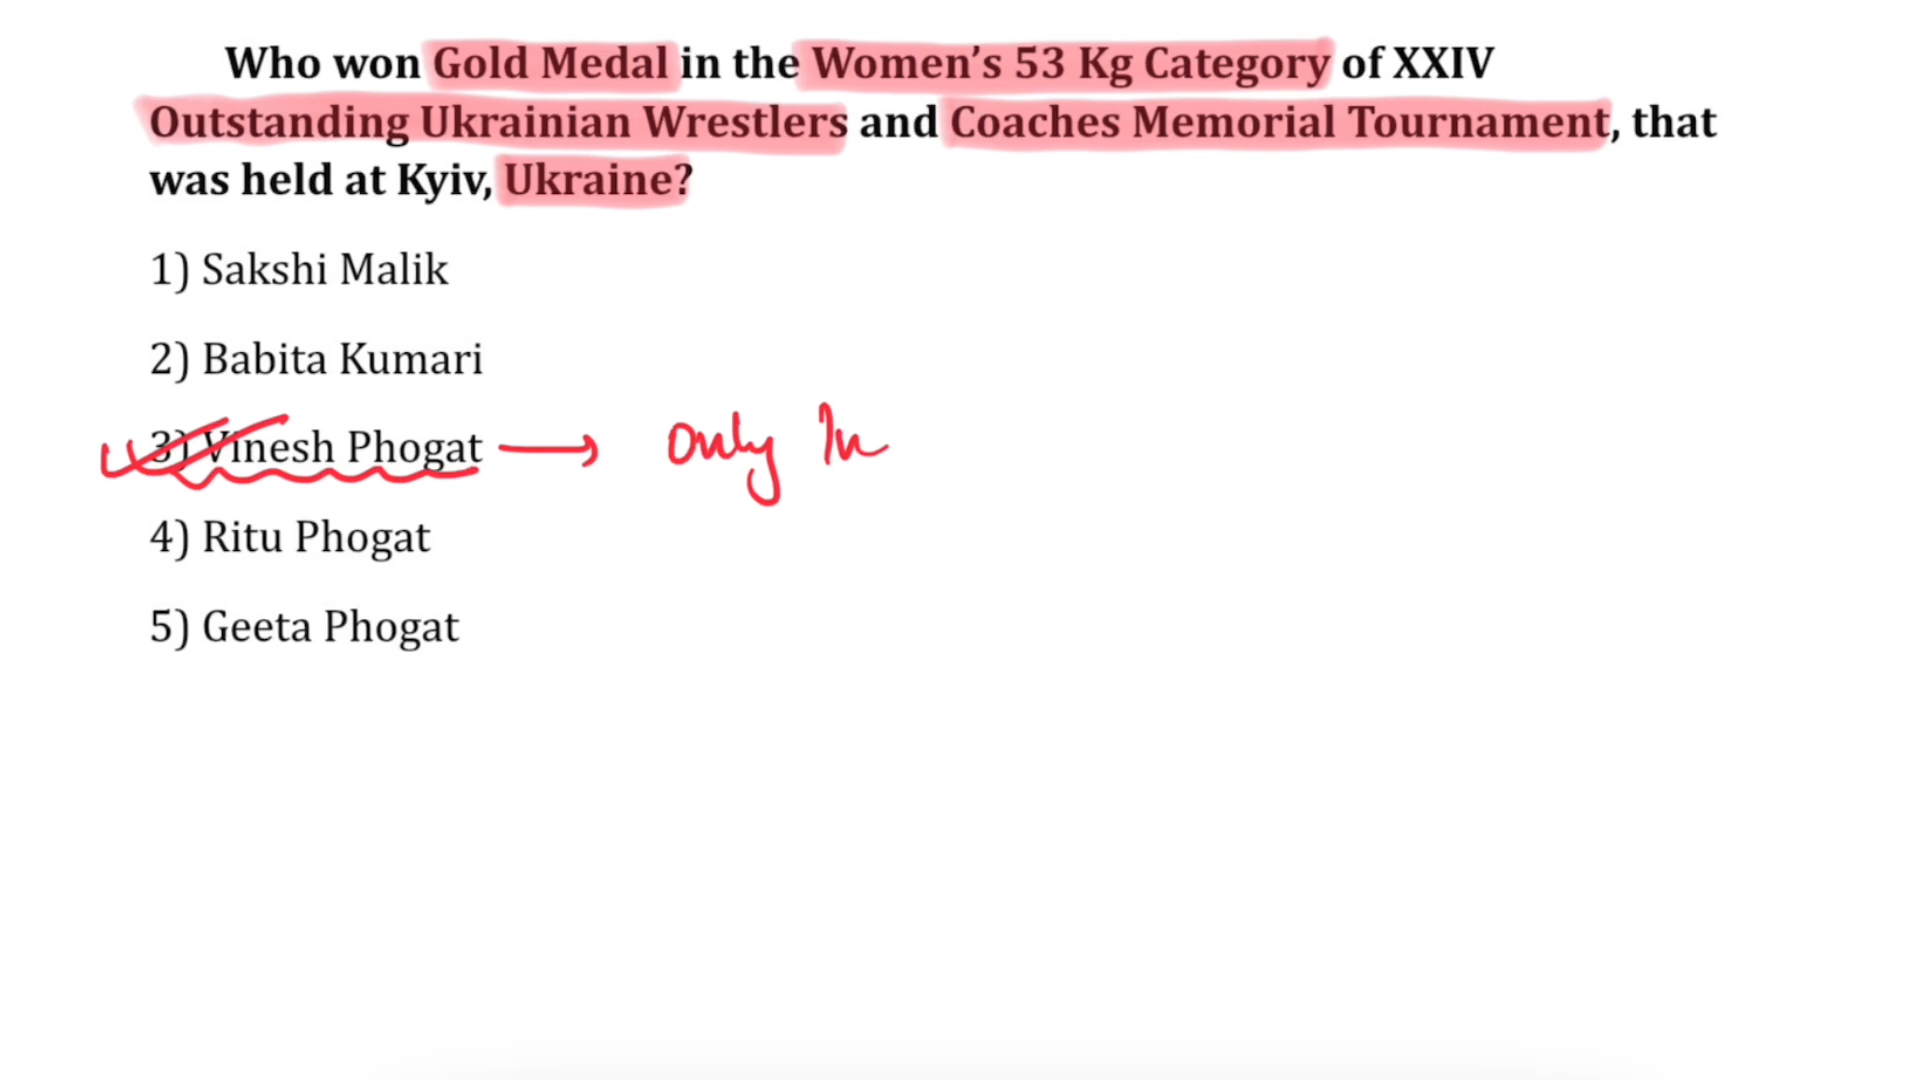 Who won Gold Medal in the Women’s 53 Kg Category of XXIV
Outstanding Ukrainian Wrestlers and Coaches Memorial Tournament, that
was held at Kyiv, Ukraine?
1) Sakshi Malik
2) Babita Kumari
3) Vinesh Phogat → only In
4) Ritu Phogat
5) Geeta Phogat